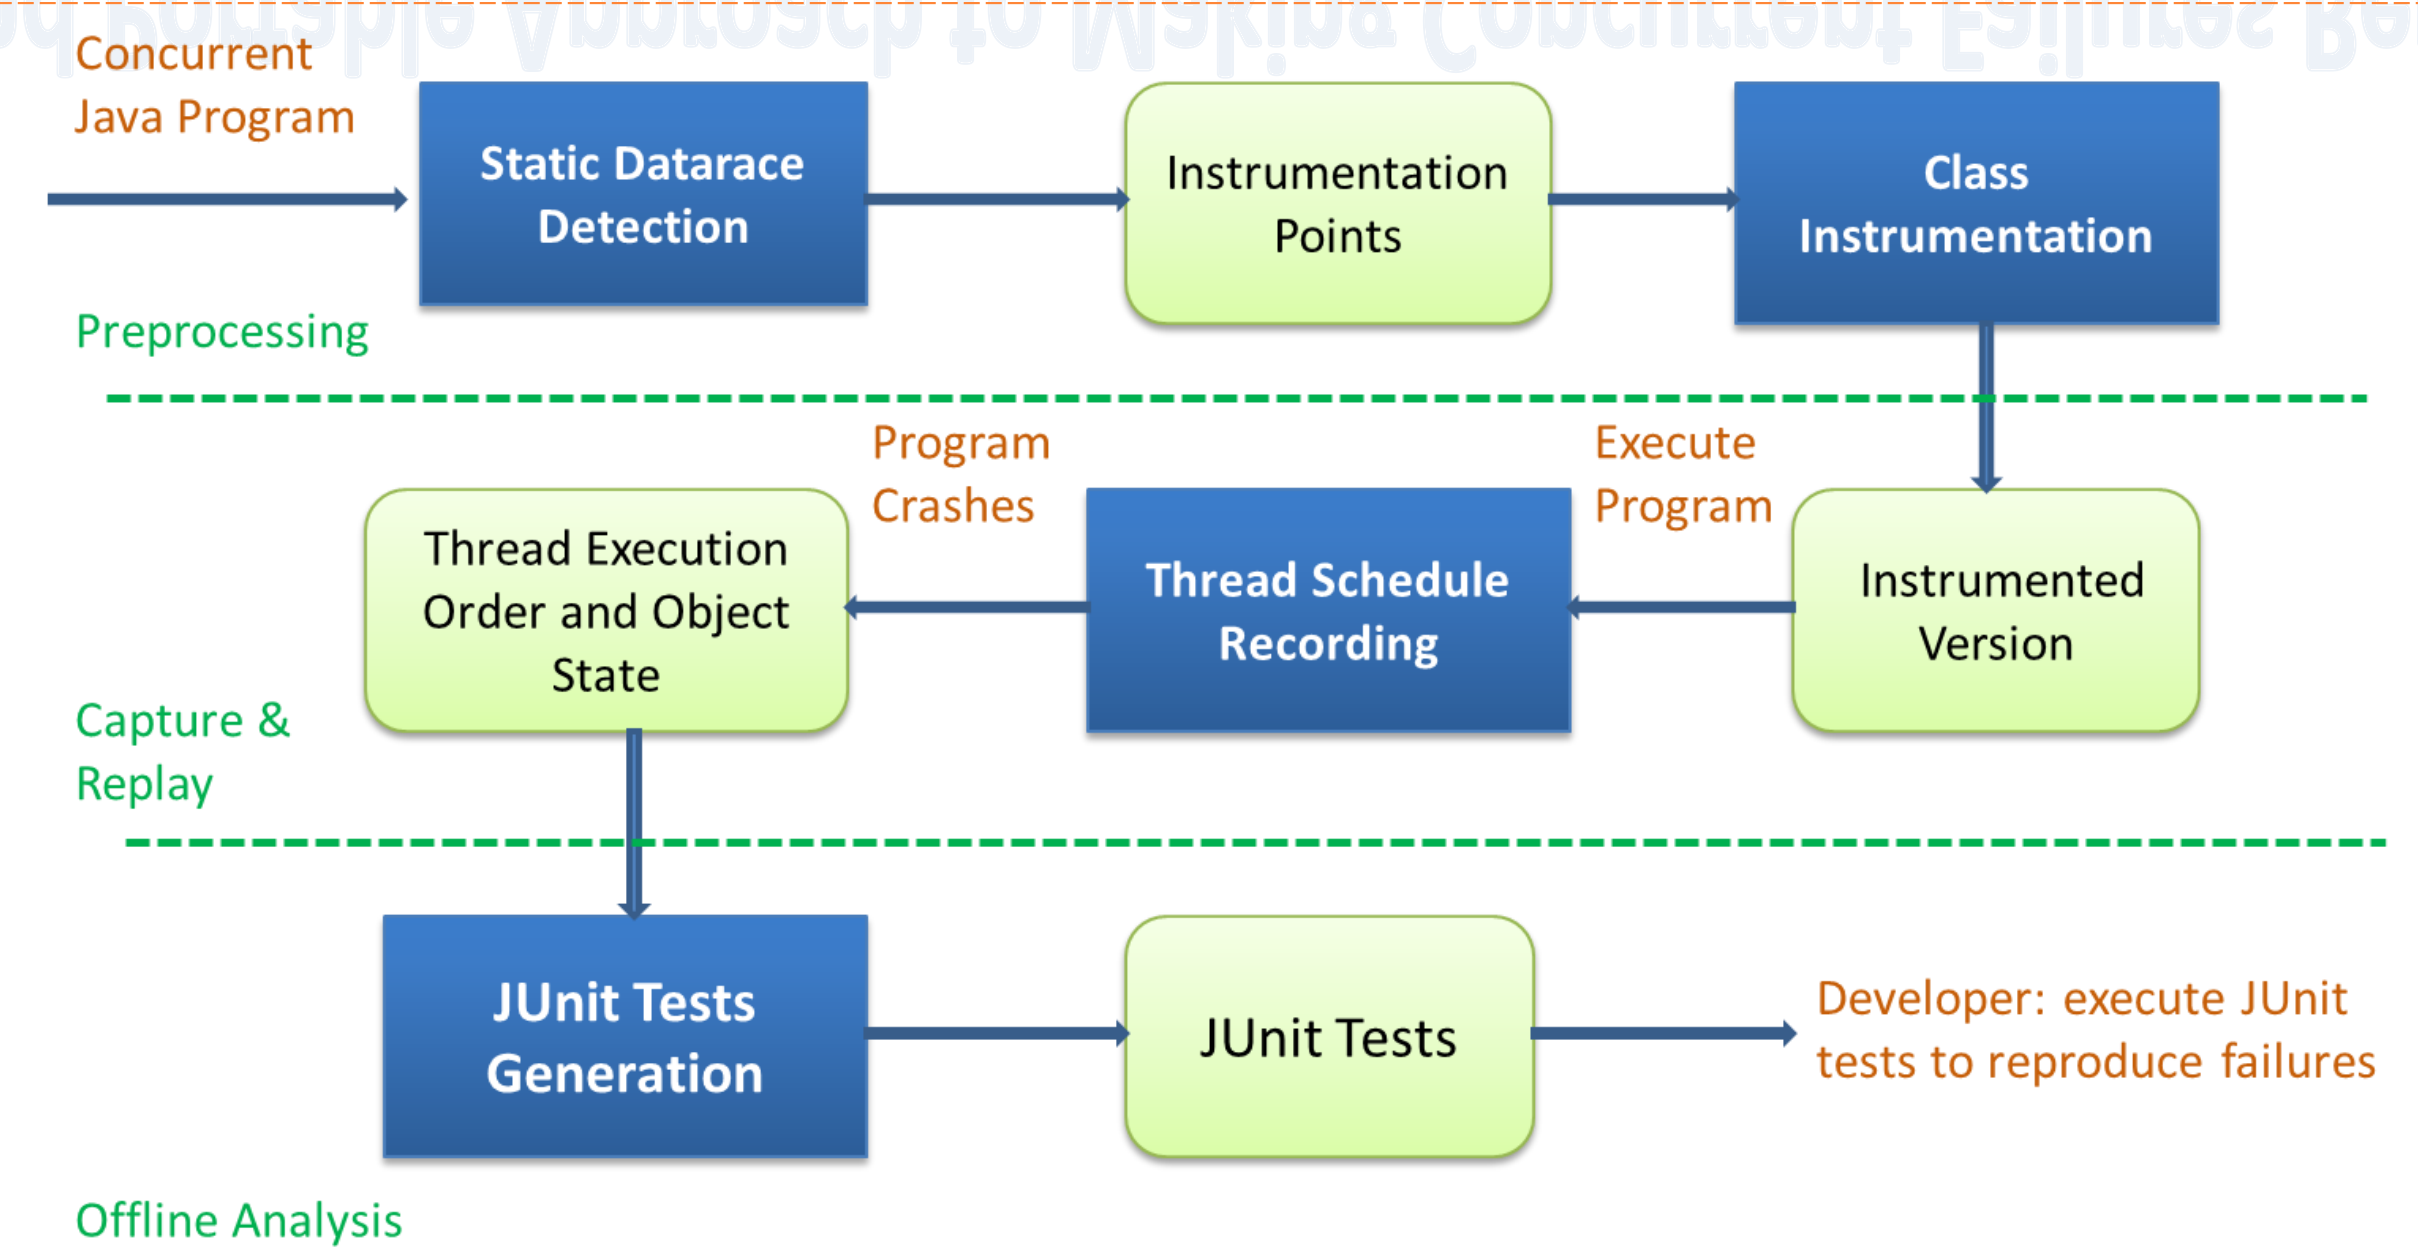 Concurrent
Java Program
Static Datarace
Detection
Instrumentation
Points
Class
Instrumentation
Preprocessing
Program
Crashes
Execute
Program
Thread Execution
Order and Object
State
Thread Schedule
Recording
Instrumented
Version
Capture &
Replay
JUnit Tests
Generation
JUnit Tests
Developer: execute JUnit
tests to reproduce failures
Offline Analysis